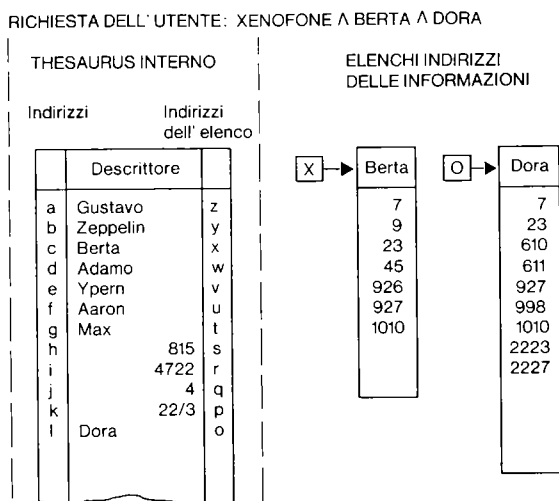 RICHIESTA DELL' UTENTE: XENOFONE Λ BERTA Λ DORA
THESAURUS INTERNO
ELENCHI INDIRIZZI
DELLE INFORMAZIONI
Indirizzi
Indirizzi
dell' elenco
Descrittore
a Gustavo z
b Zeppelin y
c Berta x
d Adamo w
e Ypern v
f Aaron u
g Max t
h 815 s
i 4722 r
j 4 q
k 22/3 p
l Dora o
X Berta
7
9
23
45
926
927
1010
O Dora
7
23
610
611
927
998
1010
2223
2227